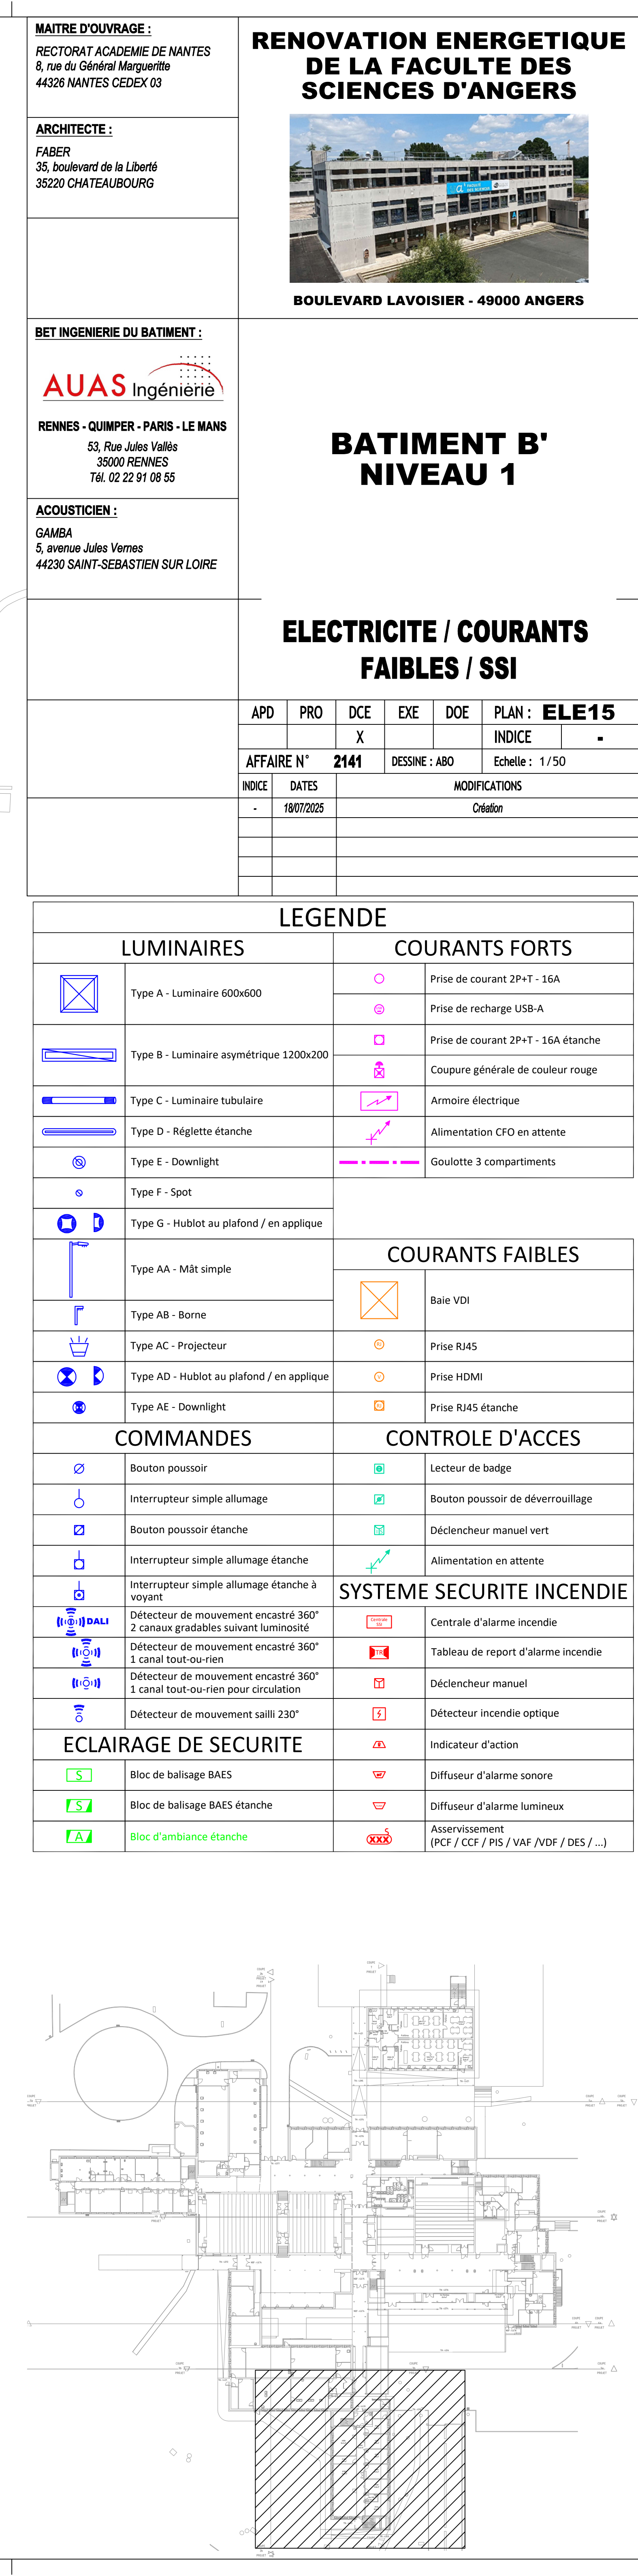 MAITRE D'OUVRAGE :
RECTORAT ACADEMIE DE NANTES
8, rue du Général Margueritte
44326 NANTES CEDEX 03
ARCHITECTE :
FABER
35, boulevard de la Liberté
35220 CHATEAUBOURG
RENOVATION ENERGETIQUE
DE LA FACULTE DES
SCIENCES D'ANGERS
BOULEVARD LAVOISIER - 49000 ANGERS
BET INGENIERIE DU BATIMENT :
AUAS Ingénierie
RENNES - QUIMPER - PARIS - LE MANS
53, Rue Jules Vallès
35000 RENNES
Tél. 02 22 91 08 55
ACOUSTICIEN :
GAMBA
5, avenue Jules Vernes
44230 SAINT-SEBASTIEN SUR LOIRE
BATIMENT B'
NIVEAU 1
ELECTRICITE / COURANTS
FAIBLES / SSI
APD PRO DCE EXE DOE PLAN : ELE15
X INDICE -
AFFAIRE N° 2141 DESSINE : ABO Echelle : 1/50
INDICE DATES MODIFICATIONS
- 18/07/2025 Création
LEGENDE
LUMINAIRES
Type A - Luminaire 600x600
Type B - Luminaire asymétrique 1200x200
Type C - Luminaire tubulaire
Type D - Réglette étanche
Type E - Downlight
Type F - Spot
Type G - Hublot au plafond / en applique
Type AA - Mât simple
Type AB - Borne
Type AC - Projecteur
Type AD - Hublot au plafond / en applique
Type AE - Downlight
COURANTS FORTS
Prise de courant 2P+T - 16A
Prise de recharge USB-A
Prise de courant 2P+T - 16A étanche
Coupure générale de couleur rouge
Armoire électrique
Alimentation CFO en attente
Goulotte 3 compartiments
COURANTS FAIBLES
Baie VDI
Prise RJ45
Prise HDMI
Prise RJ45 étanche
COMMANDES
Bouton poussoir
Interrupteur simple allumage
Bouton poussoir étanche
Interrupteur simple allumage étanche
Interrupteur simple allumage étanche à
voyant
DALI
Détecteur de mouvement encastré 360°
2 canaux gradables suivant luminosité
Détecteur de mouvement encastré 360°
1 canal tout-ou-rien
Détecteur de mouvement encastré 360°
1 canal tout-ou-rien pour circulation
Détecteur de mouvement sailli 230°
CONTROLE D'ACCES
Lecteur de badge
Bouton poussoir de déverrouillage
Déclencheur manuel vert
Alimentation en attente
SYSTEME SECURITE INCENDIE
Centrale
SSI
Centrale d'alarme incendie
TR
Tableau de report d'alarme incendie
Déclencheur manuel
Détecteur incendie optique
Indicateur d'action
Diffuseur d'alarme sonore
Diffuseur d'alarme lumineux
XXX
Asservissement
(PCF / CCF / PIS / VAF /VDF / DES / ...)
ECLAIRAGE DE SECURITE
S
Bloc de balisage BAES
S
Bloc de balisage BAES étanche
A
Bloc d'ambiance étanche